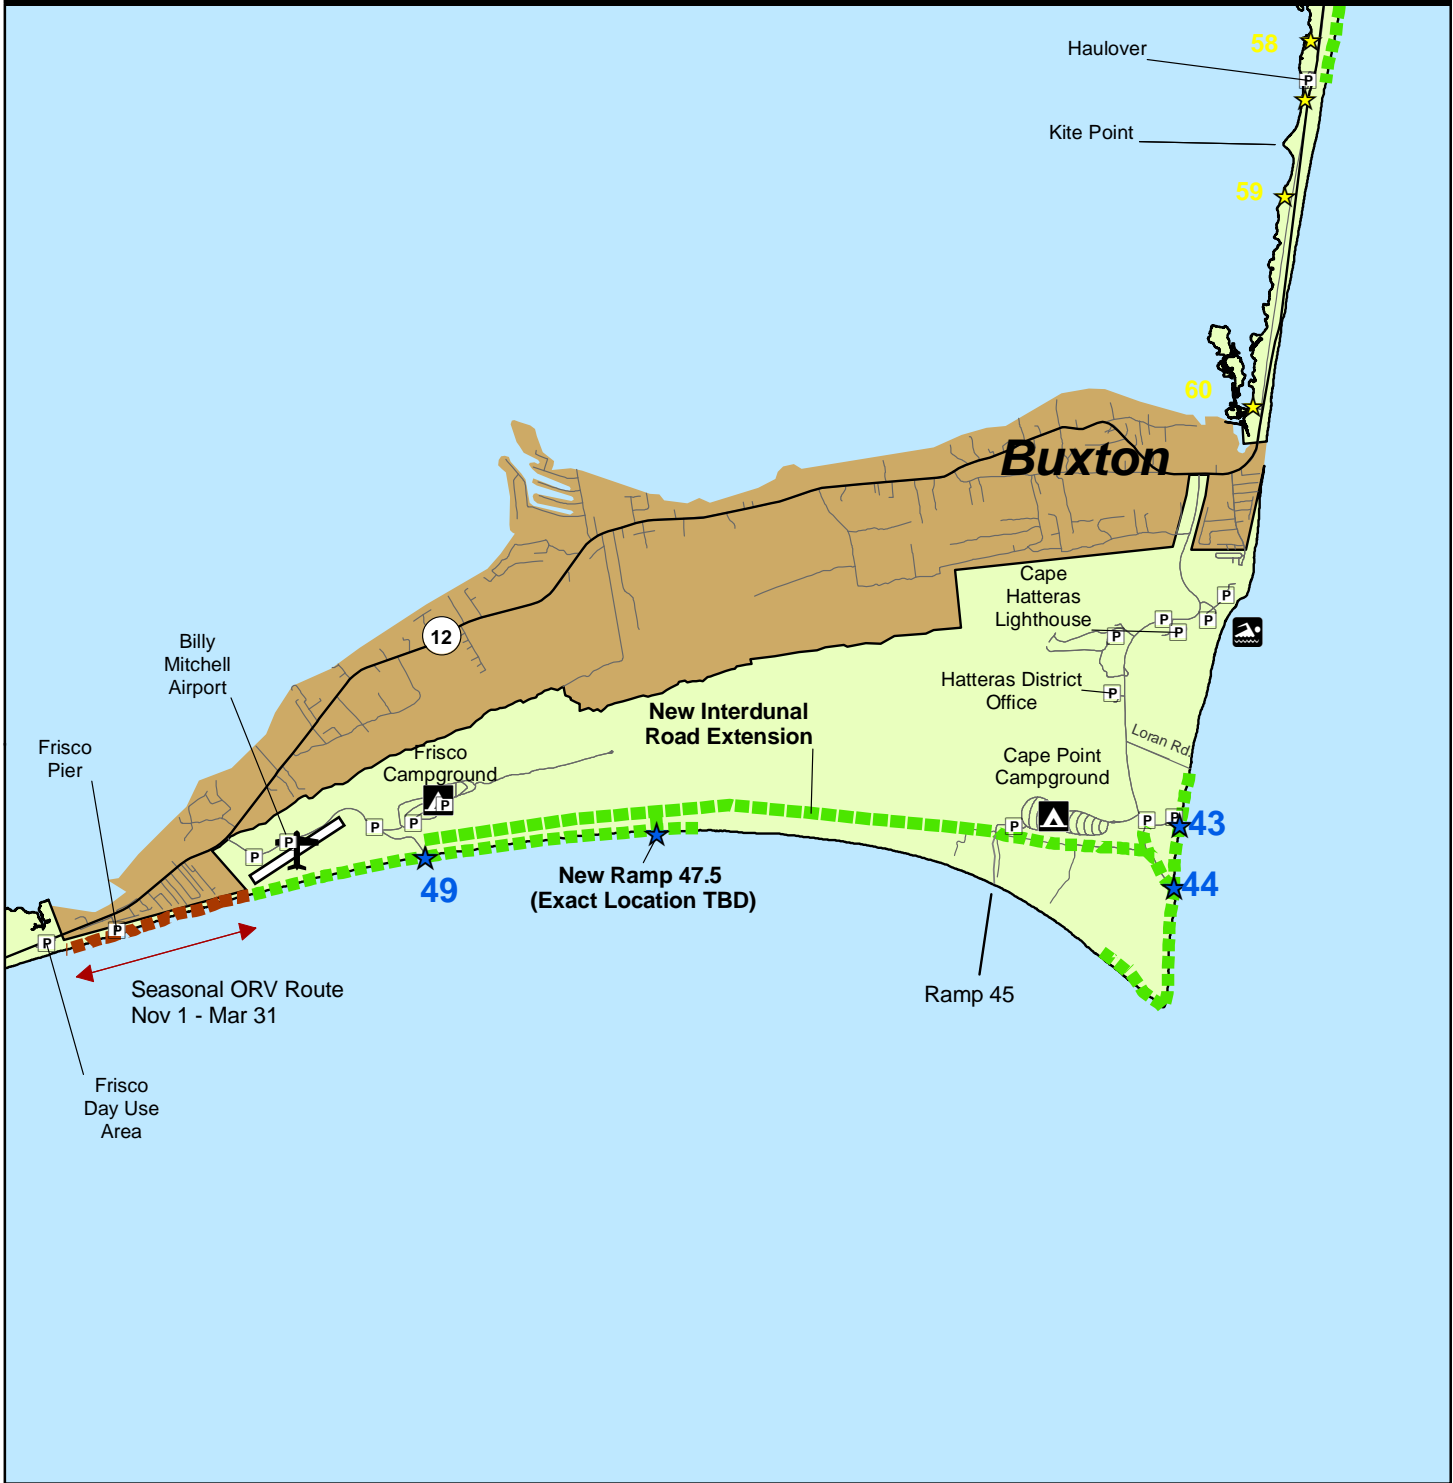 58
Haulover
P
Kite Point
59
60
Buxton
Cape
Hatteras
Lighthouse
P
P
P
P
P
12
Billy
Mitchell
Airport
Hatteras District
Office
P
New Interdunal
Road Extension
Loran Rd.
Frisco
Pier
Frisco
Campground
P
Cape Point
Campground
P
P
P
P
P
P
P
43
New Ramp 47.5
(Exact Location TBD)
49
44
P
P
Seasonal ORV Route
Nov 1 - Mar 31
Ramp 45
Frisco
Day Use
Area